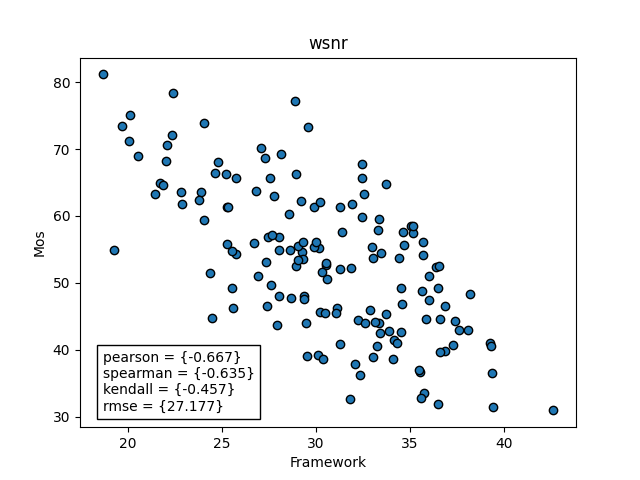 wsnr
80
70
60
50
40
30
Mos
pearson = {-0.667}
spearman = {-0.635}
kendall = {-0.457}
rmse = {27.177}
20
25
30
35
40
Framework